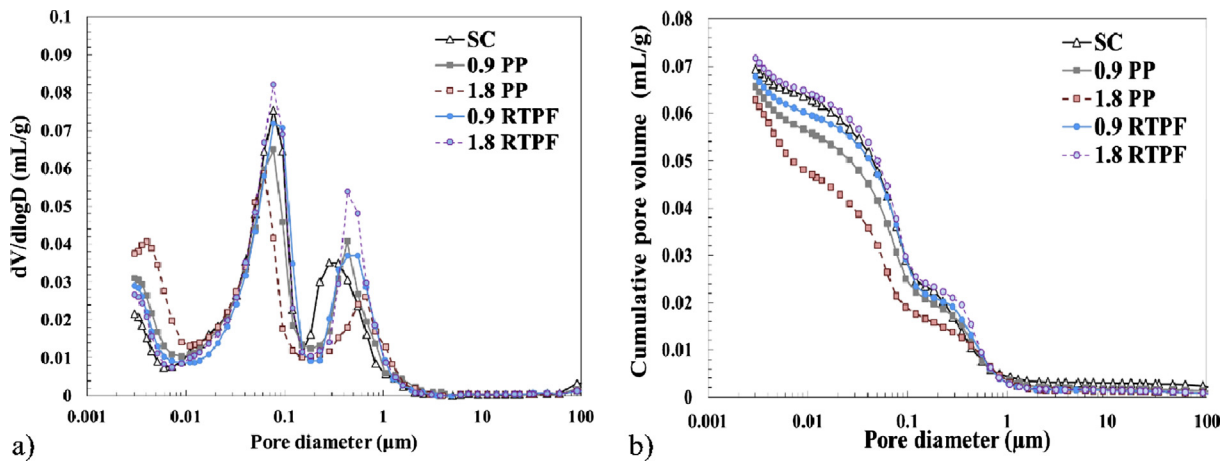 0.1
0.09
0.08
0.07
0.06
0.05
0.04
0.03
0.02
0.01
0
dV/dlogD (mL/g)
SC
0.9 PP
1.8 PP
0.9 RTPF
1.8 RTPF
0.001
0.01
0.1
1
10
100
Pore diameter (µm)
a)
0.08
0.07
0.06
0.05
0.04
0.03
0.02
0.01
0.00
Cumulative pore volume (mL/g)
SC
0.9 PP
1.8 PP
0.9 RTPF
1.8 RTPF
0.001
0.01
0.1
1
10
100
Pore diameter (µm)
b)